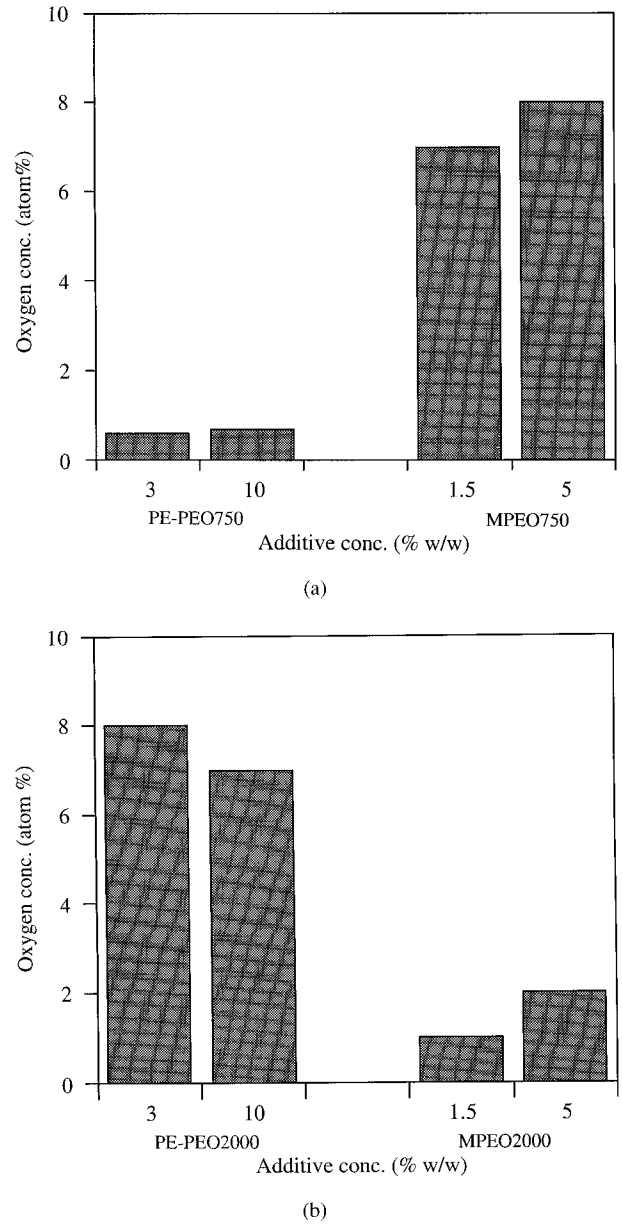 10
8
6
4
2
0
Oxygen conc. (atom%)
3 10 1.5 5
PE-PEO750 MPEO750
Additive conc. (% w/w)
(a)
10
8
6
4
2
0
Oxygen conc. (atom %)
3 10 1.5 5
PE-PEO2000 MPEO2000
Additive conc. (% w/w)
(b)